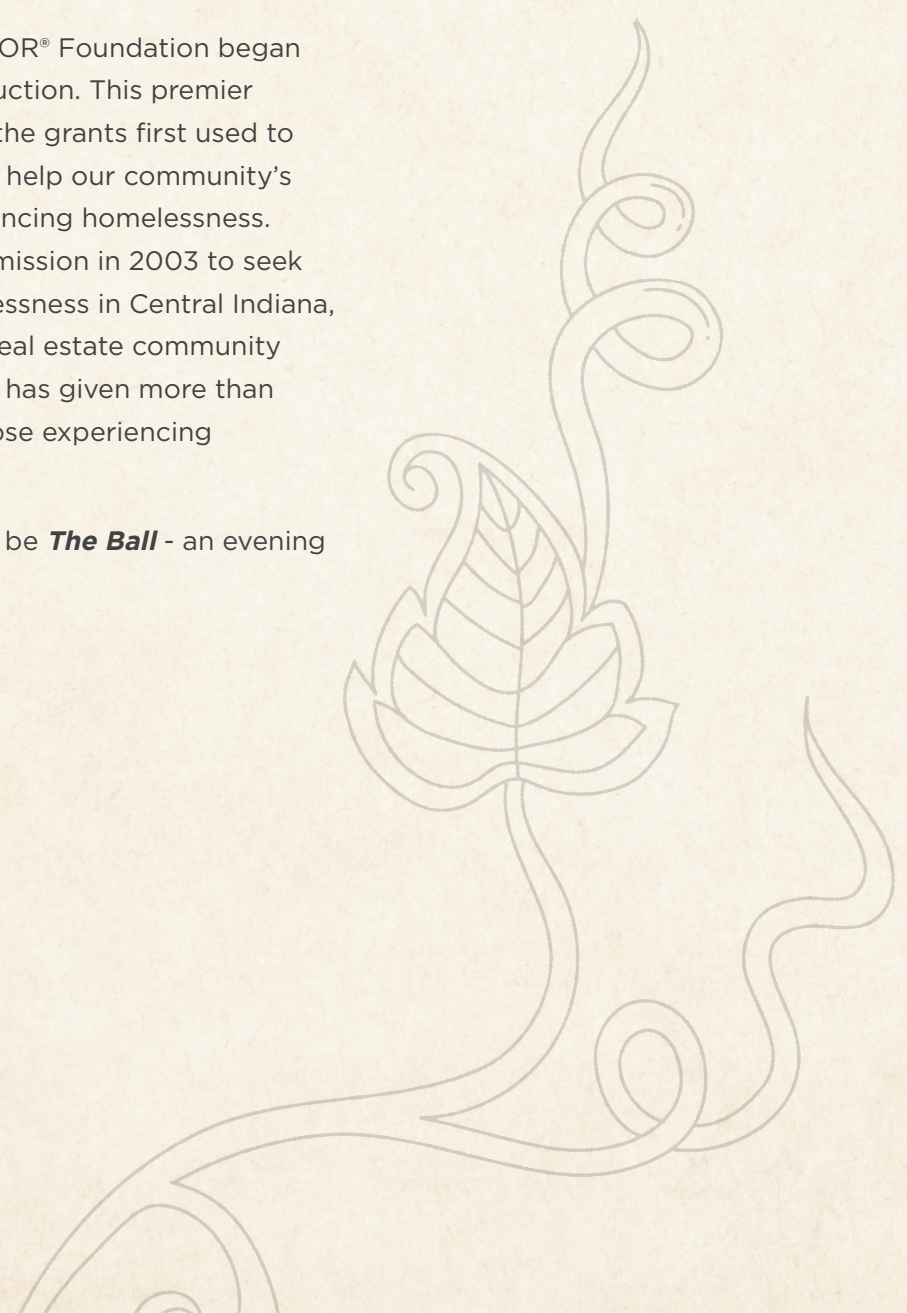 OR® Foundation began
uction. This premier
the grants first used to
help our community's
ncing homelessness.
mission in 2003 to seek
essness in Central Indiana,
eal estate community
has given more than
ose experiencing
be The Ball - an evening